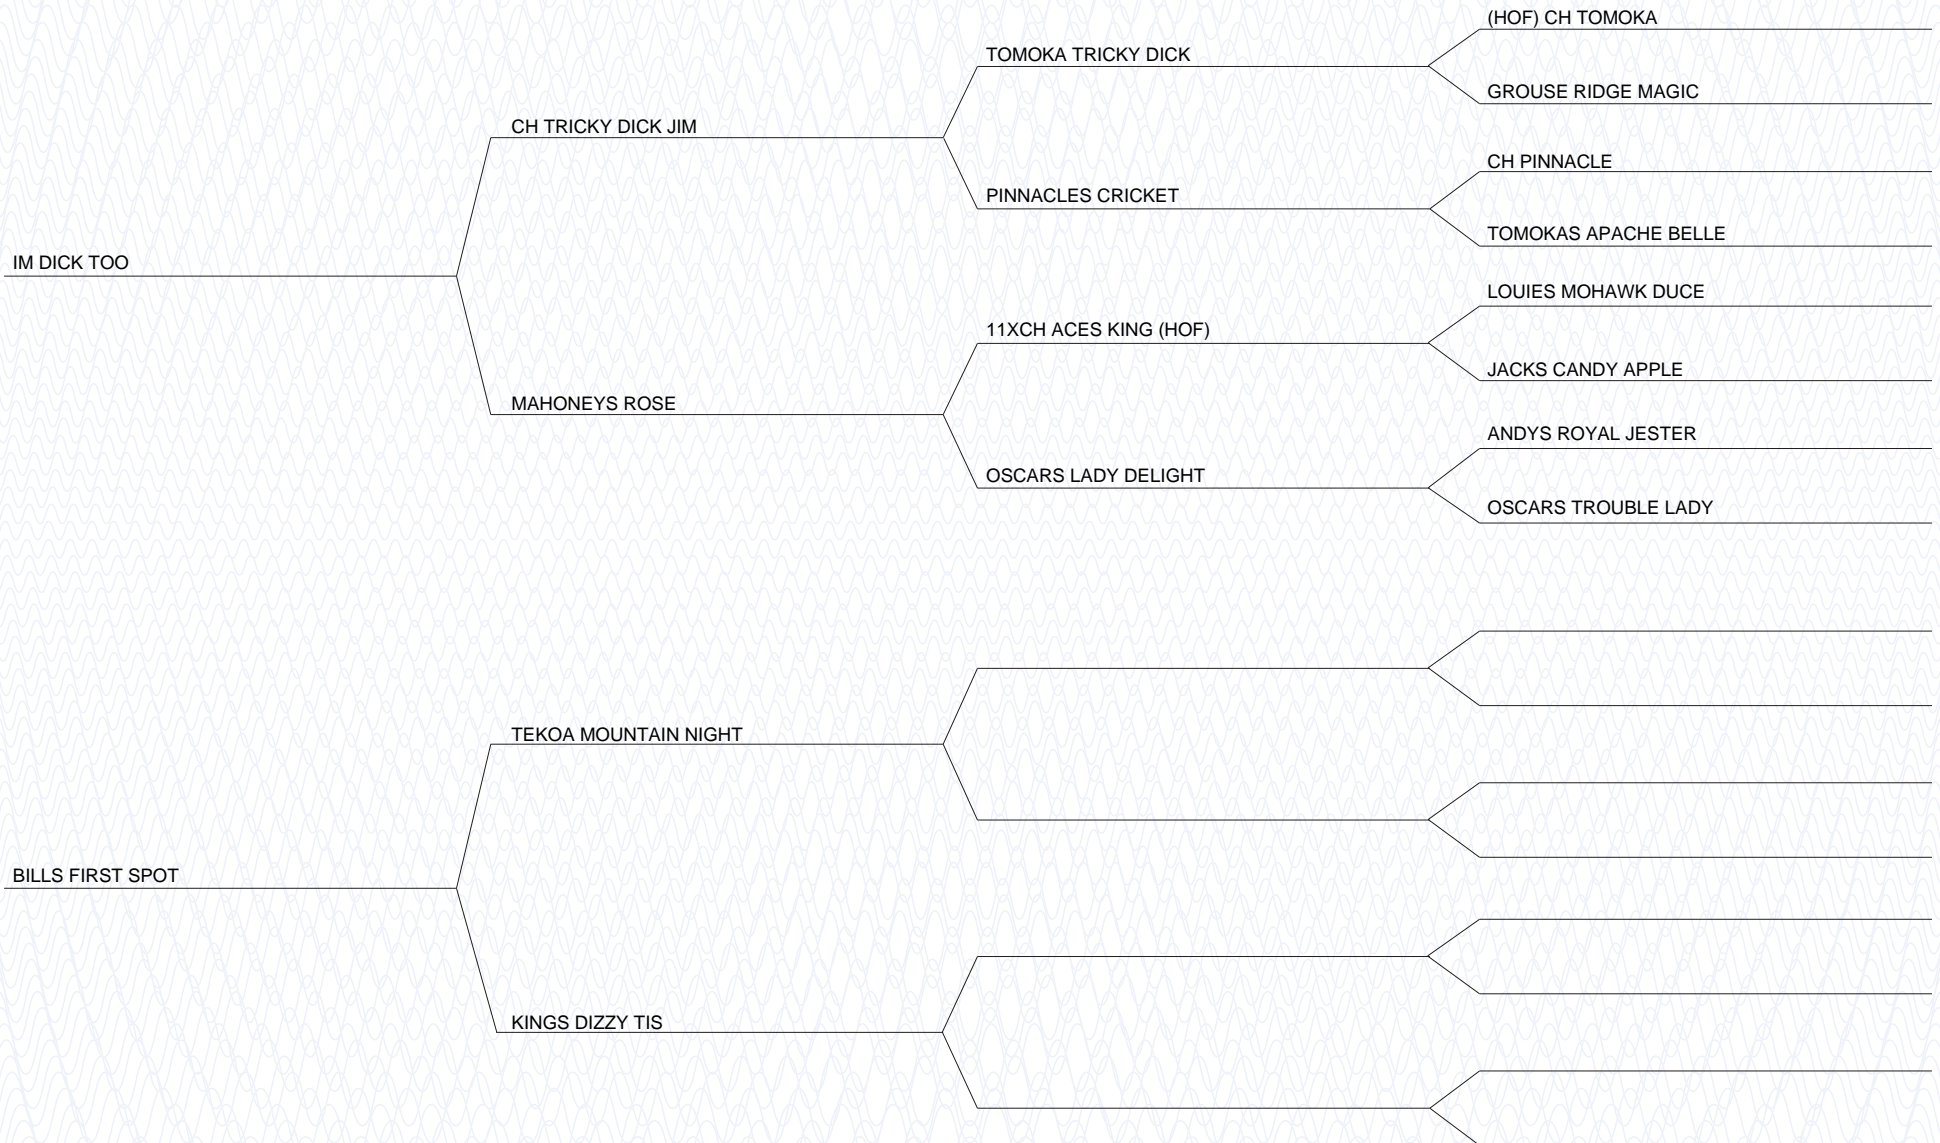 (HOF) CH TOMOKA
TOMOKA TRICKY DICK
GROUSE RIDGE MAGIC
CH TRICKY DICK JIM
CH PINNACLE
PINNACLES CRICKET
TOMOKAS APACHE BELLE
IM DICK TOO
LOUIES MOHAWK DUCE
11XCH ACES KING (HOF)
JACKS CANDY APPLE
MAHONEYS ROSE
ANDYS ROYAL JESTER
OSCARS LADY DELIGHT
OSCARS TROUBLE LADY
TEKOA MOUNTAIN NIGHT
BILLS FIRST SPOT
KINGS DIZZY TIS